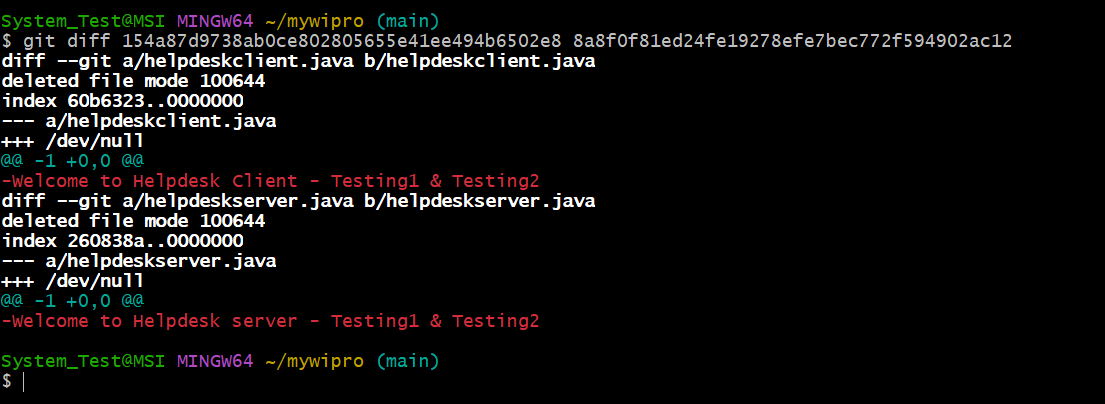 System_Test@MSI MINGW64 ~/mywipro (main)
$ git diff 154a87d9738ab0ce802805655e41ee494b6502e8 8a8f0f81ed24fe19278efe7bec772f594902ac12
diff --git a/helpdeskclient.java b/helpdeskclient.java
deleted file mode 100644
index 60b6323..0000000
--- a/helpdeskclient.java
+++ /dev/null
@@ -1 +0,0 @@
-Welcome to Helpdesk Client - Testing1 & Testing2
diff --git a/helpdeskserver.java b/helpdeskserver.java
deleted file mode 100644
index 260838a..0000000
--- a/helpdeskserver.java
+++ /dev/null
@@ -1 +0,0 @@
-Welcome to Helpdesk server - Testing1 & Testing2
System_Test@MSI MINGW64 ~/mywipro (main)
$